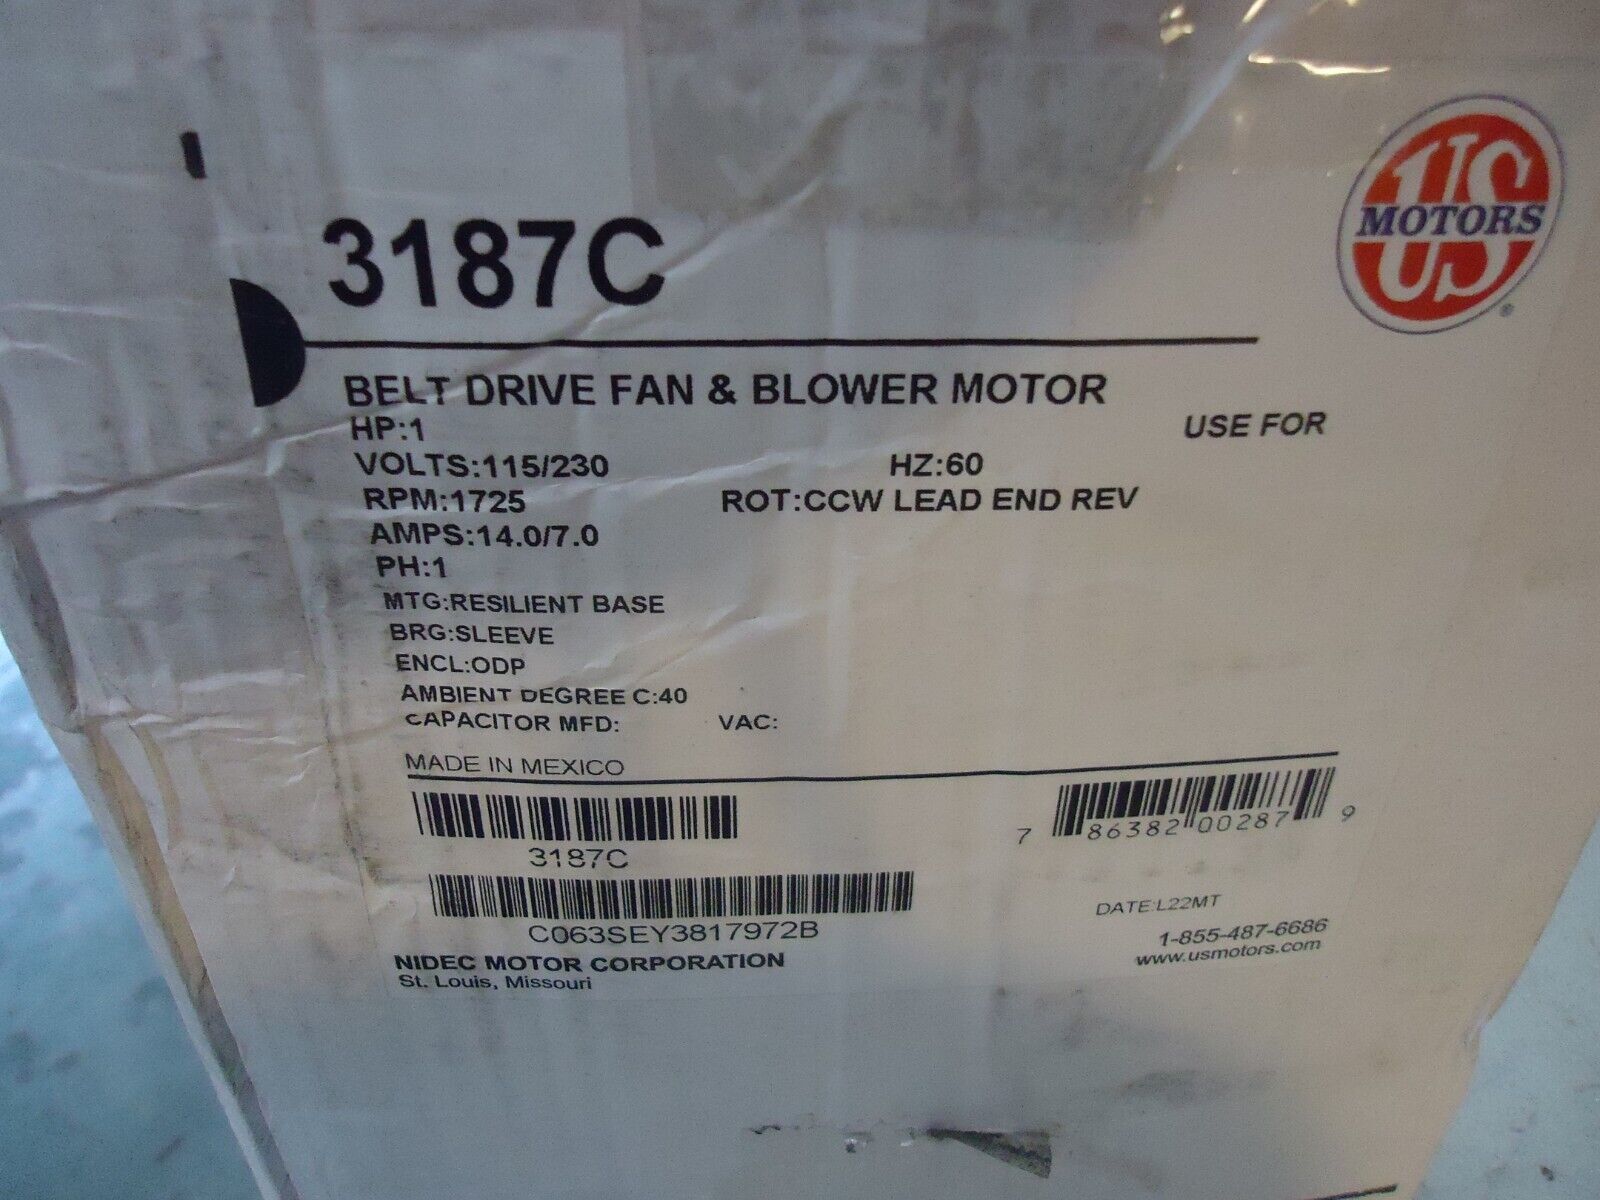 3187C
US
MOTORS
®
BELT DRIVE FAN & BLOWER MOTOR
HP:1
USE FOR
VOLTS:115/230 HZ:60
RPM:1725 ROT:CCW LEAD END REV
AMPS:14.0/7.0
PH:1
MTG:RESILIENT BASE
BRG:SLEEVE
ENCL:ODP
AMBIENT DEGREE C:40
CAPACITOR MFD: VAC:
MADE IN MEXICO
3187C
7 86382 00287 9
C063SEY3817972B
DATE:L22MT
NIDEC MOTOR CORPORATION
St. Louis, Missouri
1-855-487-6686
www.usmotors.com